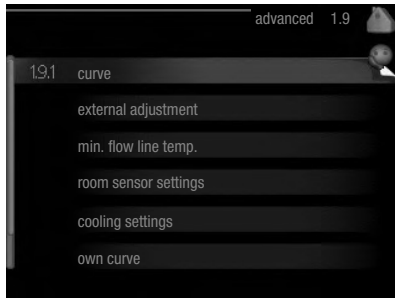 advanced 1.9
1.9.1 curve
external adjustment
min. flow line temp.
room sensor settings
cooling settings
own curve